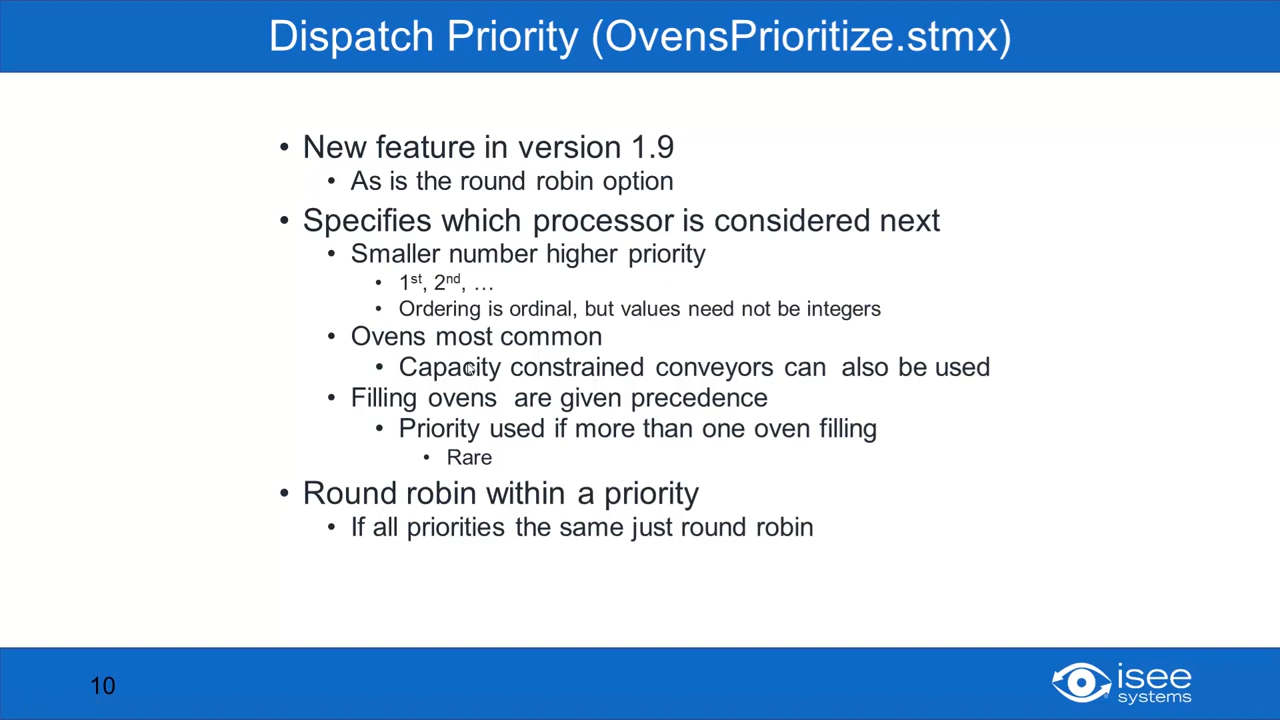 Dispatch Priority (OvensPrioritize.stmx)
• New feature in version 1.9
• As is the round robin option
• Specifies which processor is considered next
• Smaller number higher priority
• 1st, 2nd, …
• Ordering is ordinal, but values need not be integers
• Ovens most common
• Capacity constrained conveyors can also be used
• Filling ovens are given precedence
• Priority used if more than one oven filling
• Rare
• Round robin within a priority
• If all priorities the same just round robin
10
isee
systems